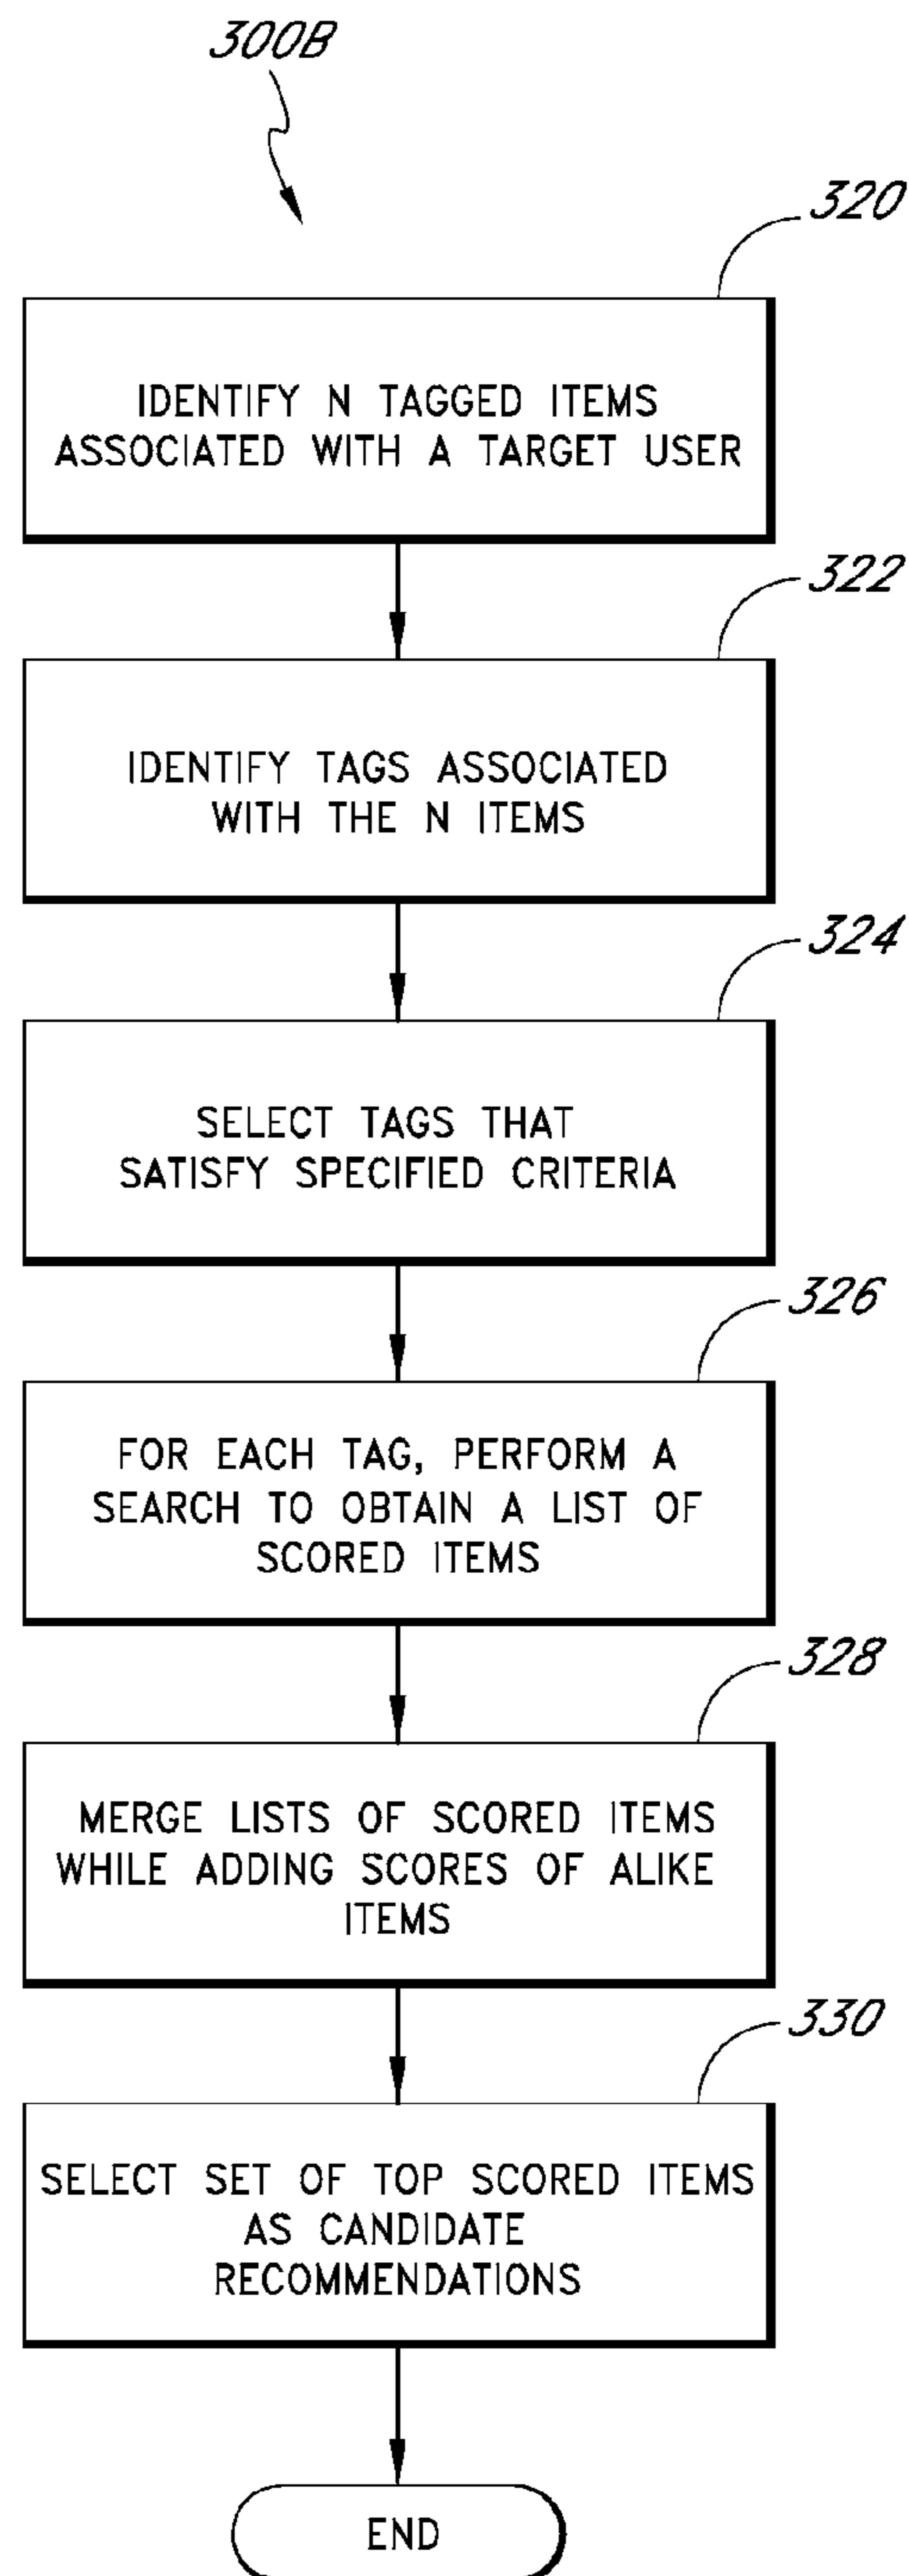 300B
320
IDENTIFY N TAGGED ITEMS
ASSOCIATED WITH A TARGET USER
322
IDENTIFY TAGS ASSOCIATED
WITH THE N ITEMS
324
SELECT TAGS THAT
SATISFY SPECIFIED CRITERIA
326
FOR EACH TAG, PERFORM A
SEARCH TO OBTAIN A LIST OF
SCORED ITEMS
328
MERGE LISTS OF SCORED ITEMS
WHILE ADDING SCORES OF ALIKE
ITEMS
330
SELECT SET OF TOP SCORED ITEMS
AS CANDIDATE
RECOMMENDATIONS
END